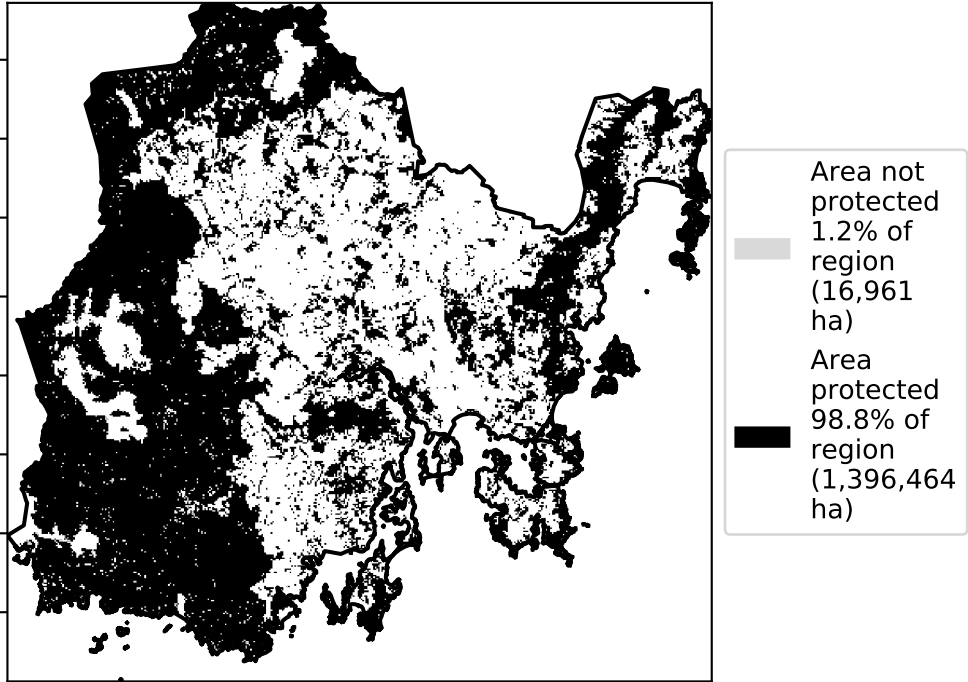 Area not
protected
1.2% of
region
(16,961
ha)
Area
protected
98.8% of
region
(1,396,464
ha)